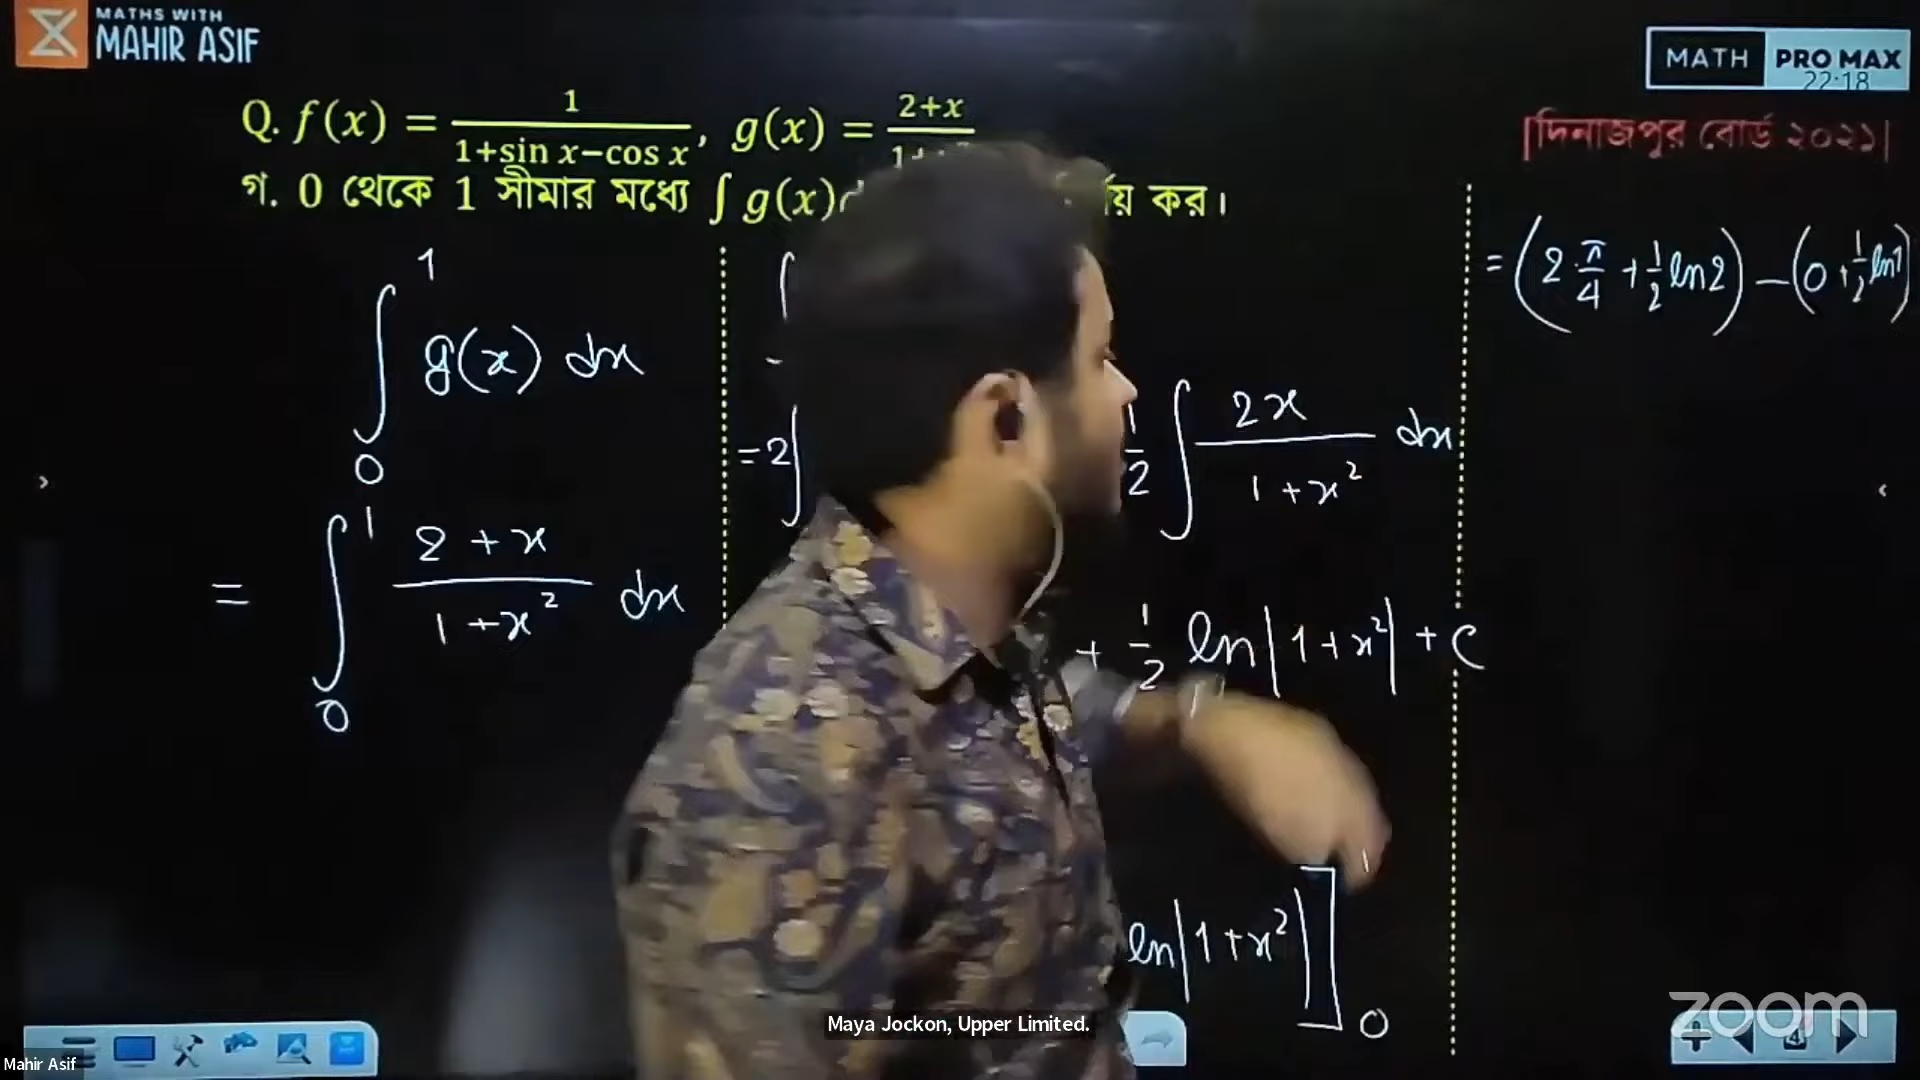 MATHS WITH
MAHIR ASIF
MATH PRO MAX
22:18
Q. f(x) = 1/(1+sin x−cos x), g(x) = 2+x
|দিনাজপুর বোর্ড ২০২১|
গ. 0 থেকে 1 সীমার মধ্যে ∫ g(x) কর।
∫₀¹ g(x) dx
= ∫₀¹ (2+x)/(1+x²) dx
= 2∫
1/2 ∫ 2x/(1+x²) dx
+ 1/2 ln|1+x²| + c
ln|1+x²|]₀¹
= (2 π/4 + 1/2 ln2) − (0 + 1/2 ln1)
Maya Jockon, Upper Limited.
zoom
Mahir Asif
4